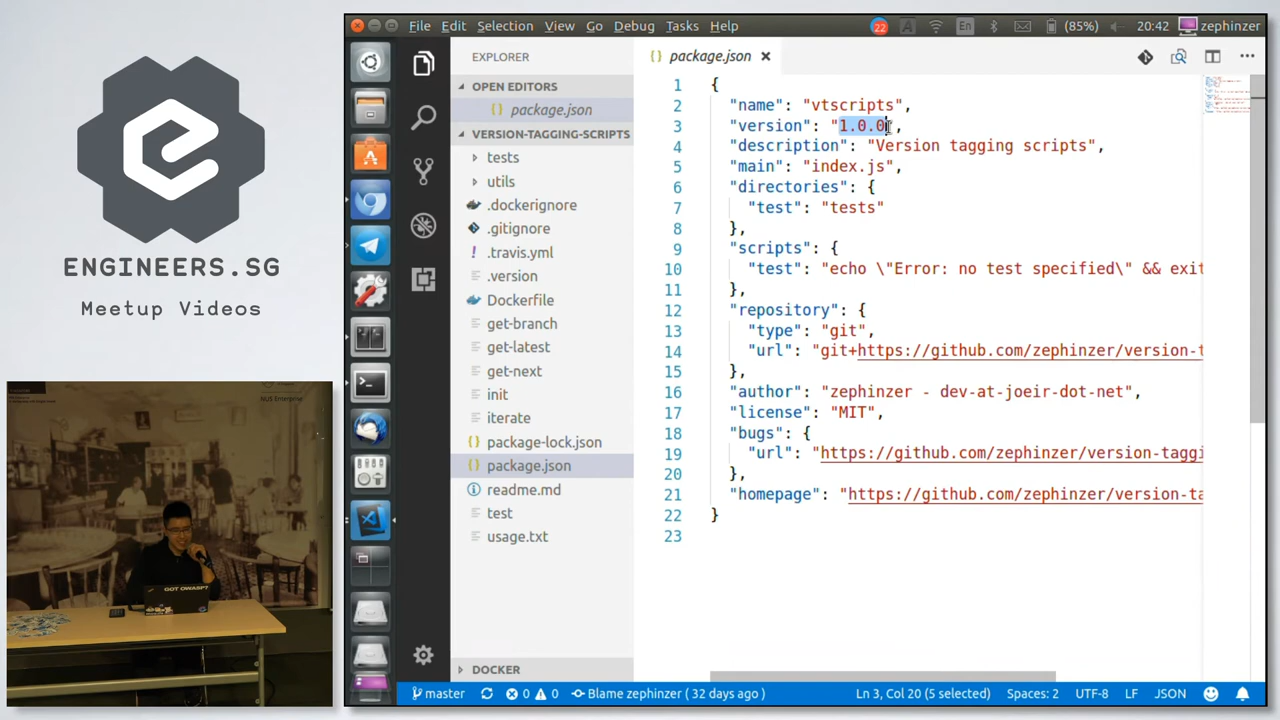 ENGINEERS.SG
Meetup Videos
NUS Enterprise
GOT OWASP?
File Edit Selection View Go Debug Tasks Help
22 A En (85%) 20:42 zephinzer
EXPLORER
OPEN EDITORS
{} package.json
VERSION-TAGGING-SCRIPTS
tests
utils
.dockerignore
.gitignore
! .travis.yml
.version
Dockerfile
get-branch
get-latest
get-next
init
iterate
{} package-lock.json
{} package.json
readme.md
test
usage.txt
DOCKER
{} package.json
1 {
2 "name": "vtscripts",
3 "version": "1.0.0",
4 "description": "Version tagging scripts",
5 "main": "index.js",
6 "directories": {
7 "test": "tests"
8 },
9 "scripts": {
10 "test": "echo \"Error: no test specified\" && exit
11 },
12 "repository": {
13 "type": "git",
14 "url": "git+https://github.com/zephinzer/version-t
15 },
16 "author": "zephinzer - dev-at-joeir-dot-net",
17 "license": "MIT",
18 "bugs": {
19 "url": "https://github.com/zephinzer/version-taggi
20 },
21 "homepage": "https://github.com/zephinzer/version-ta
22 }
23
master 0 0 Blame zephinzer ( 32 days ago ) Ln 3, Col 20 (5 selected) Spaces: 2 UTF-8 LF JSON